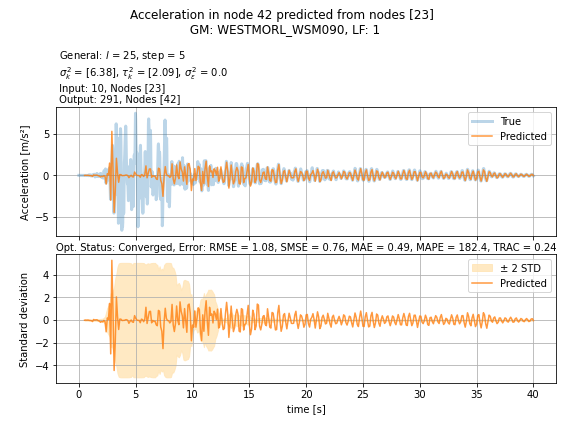 Acceleration in node 42 predicted from nodes [23]
GM: WESTMORL_WSM090, LF: 1
General: l = 25, step = 5
σ²ₖ = [6.38], τ²ₖ = [2.09], σ²ε = 0.0
Input: 10, Nodes [23]
Output: 291, Nodes [42]
Acceleration [m/s²]
5
0
−5
True
Predicted
Opt. Status: Converged, Error: RMSE = 1.08, SMSE = 0.76, MAE = 0.49, MAPE = 182.4, TRAC = 0.24
Standard deviation
4
2
0
−2
−4
± 2 STD
Predicted
0 5 10 15 20 25 30 35 40
time [s]